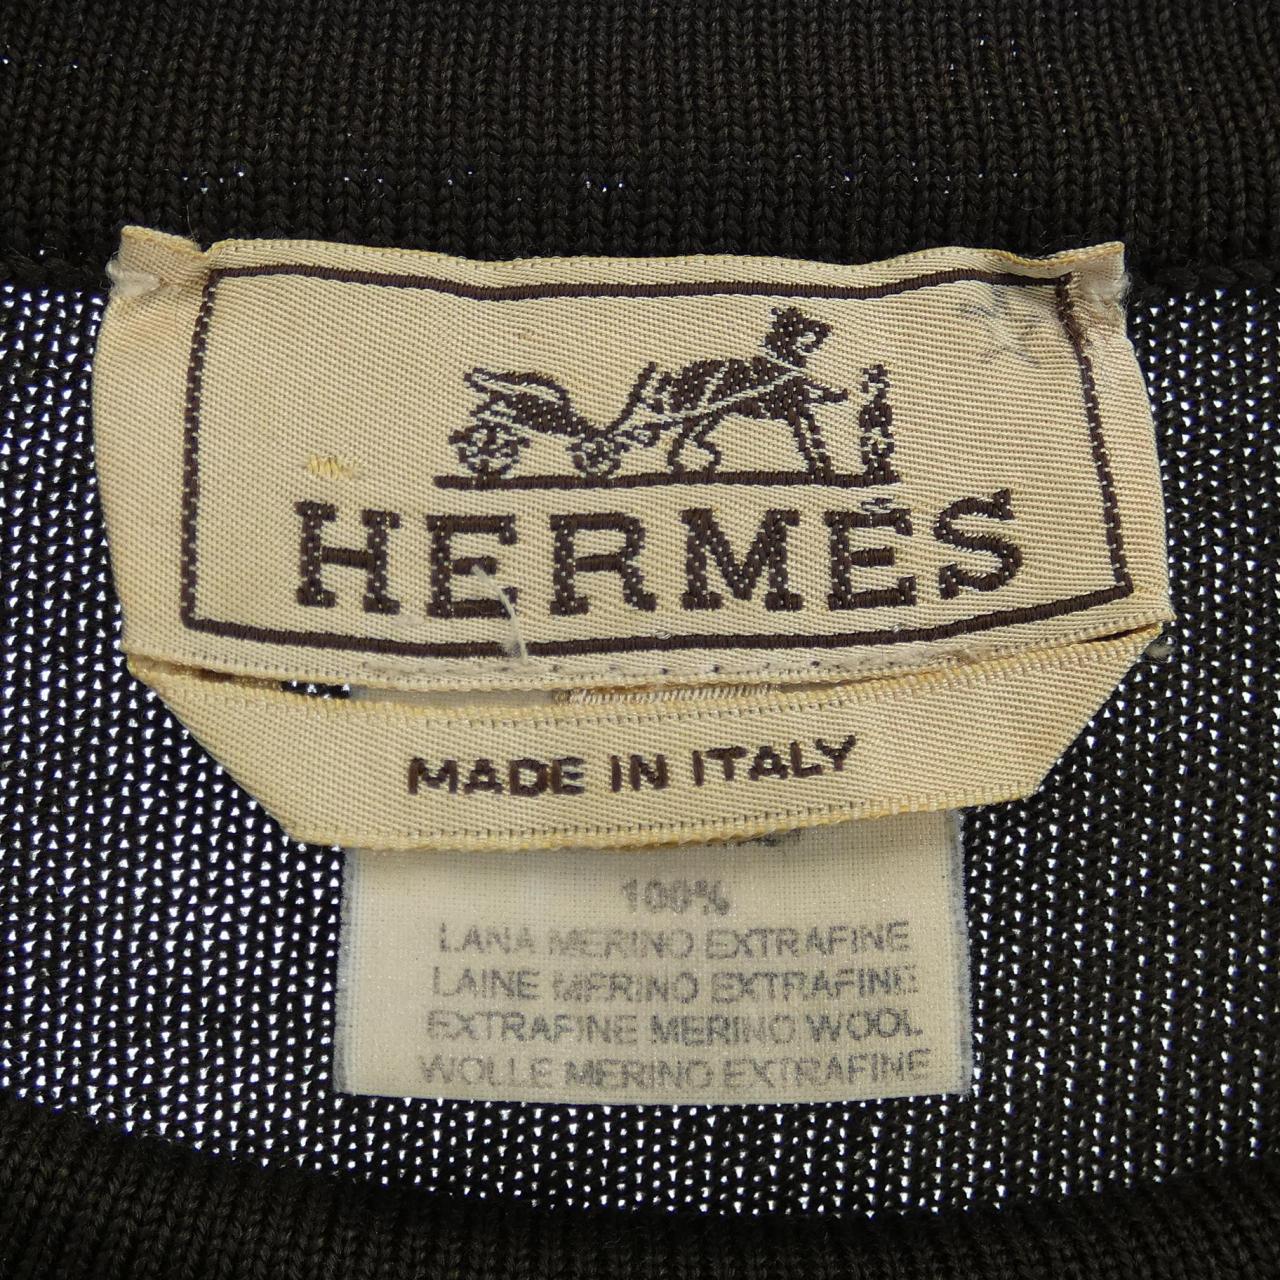 HERMÈS
MADE IN ITALY
100%
LANA MERINO EXTRAFINE
LAINE MERINO EXTRAFINE
EXTRAFINE MERINO WOOL
WOLLE MERINO EXTRAFINE